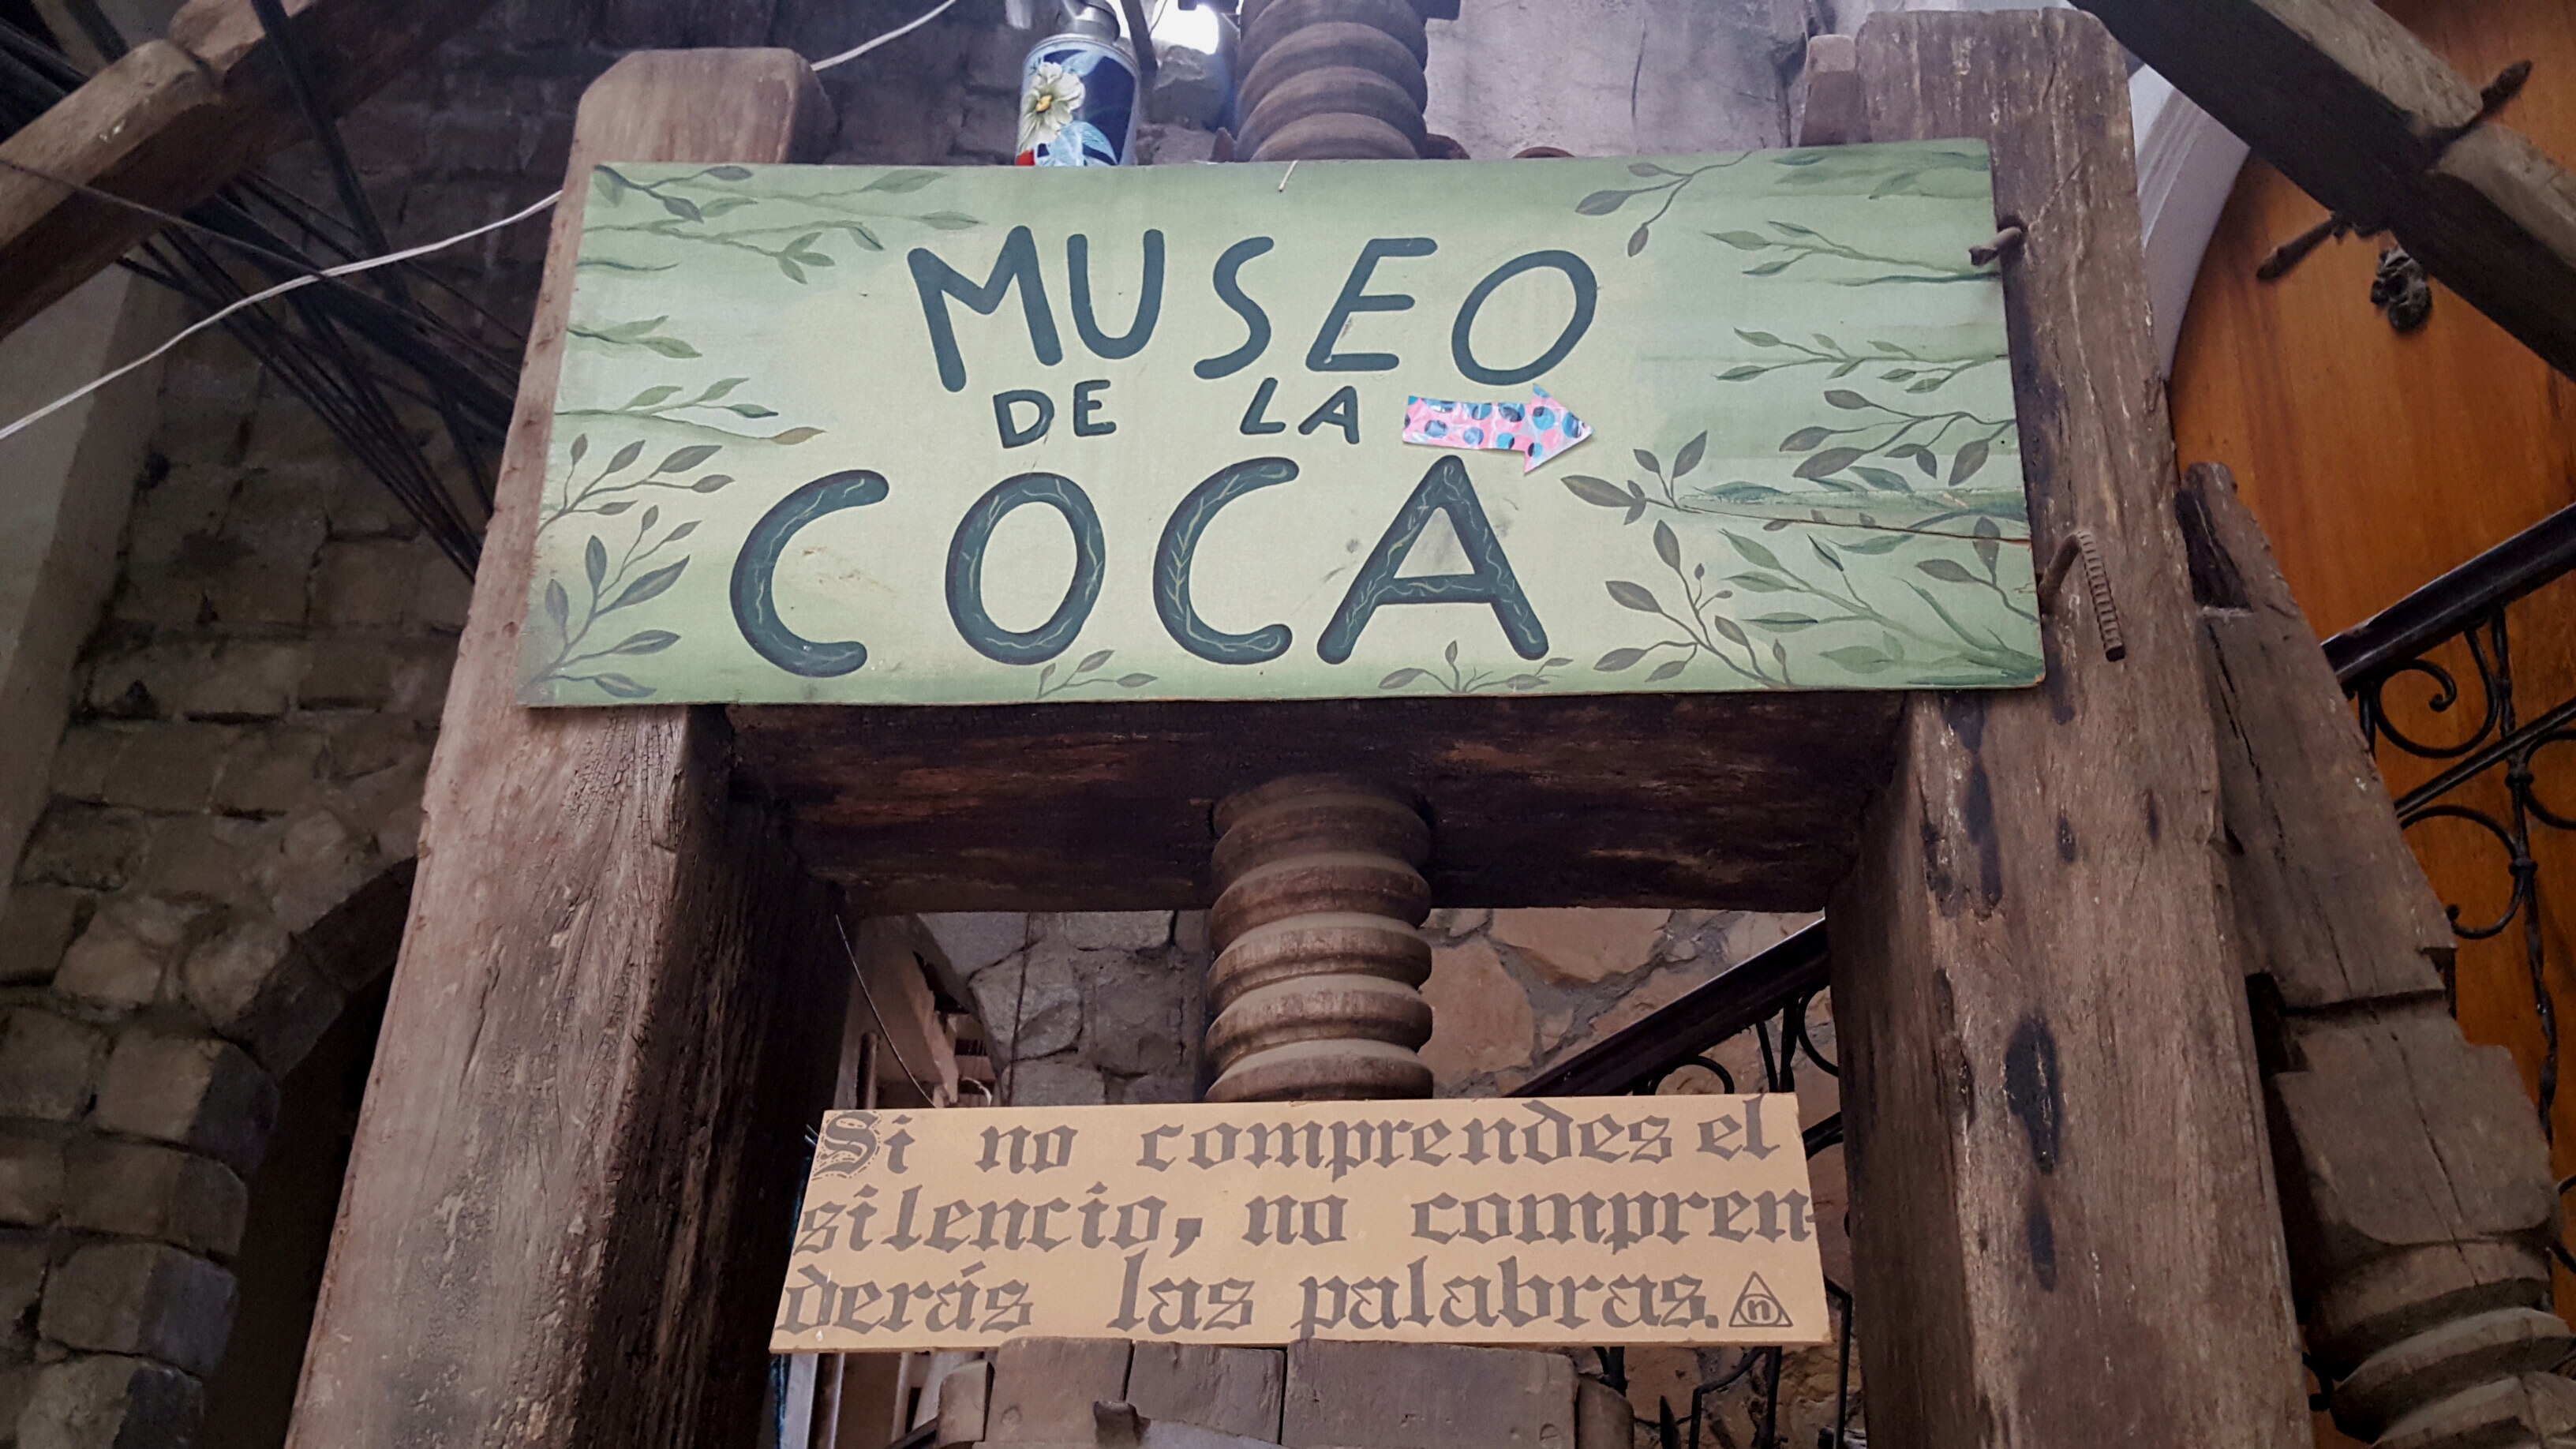 MUSEO
DE LA
COCA
Si no comprendes el
silencio, no compren-
derás las palabras.
n